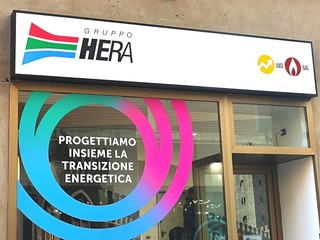 GRUPPO
HERA
LUCE GAS
PROGETTIAMO
INSIEME LA
TRANSIZIONE
ENERGETICA